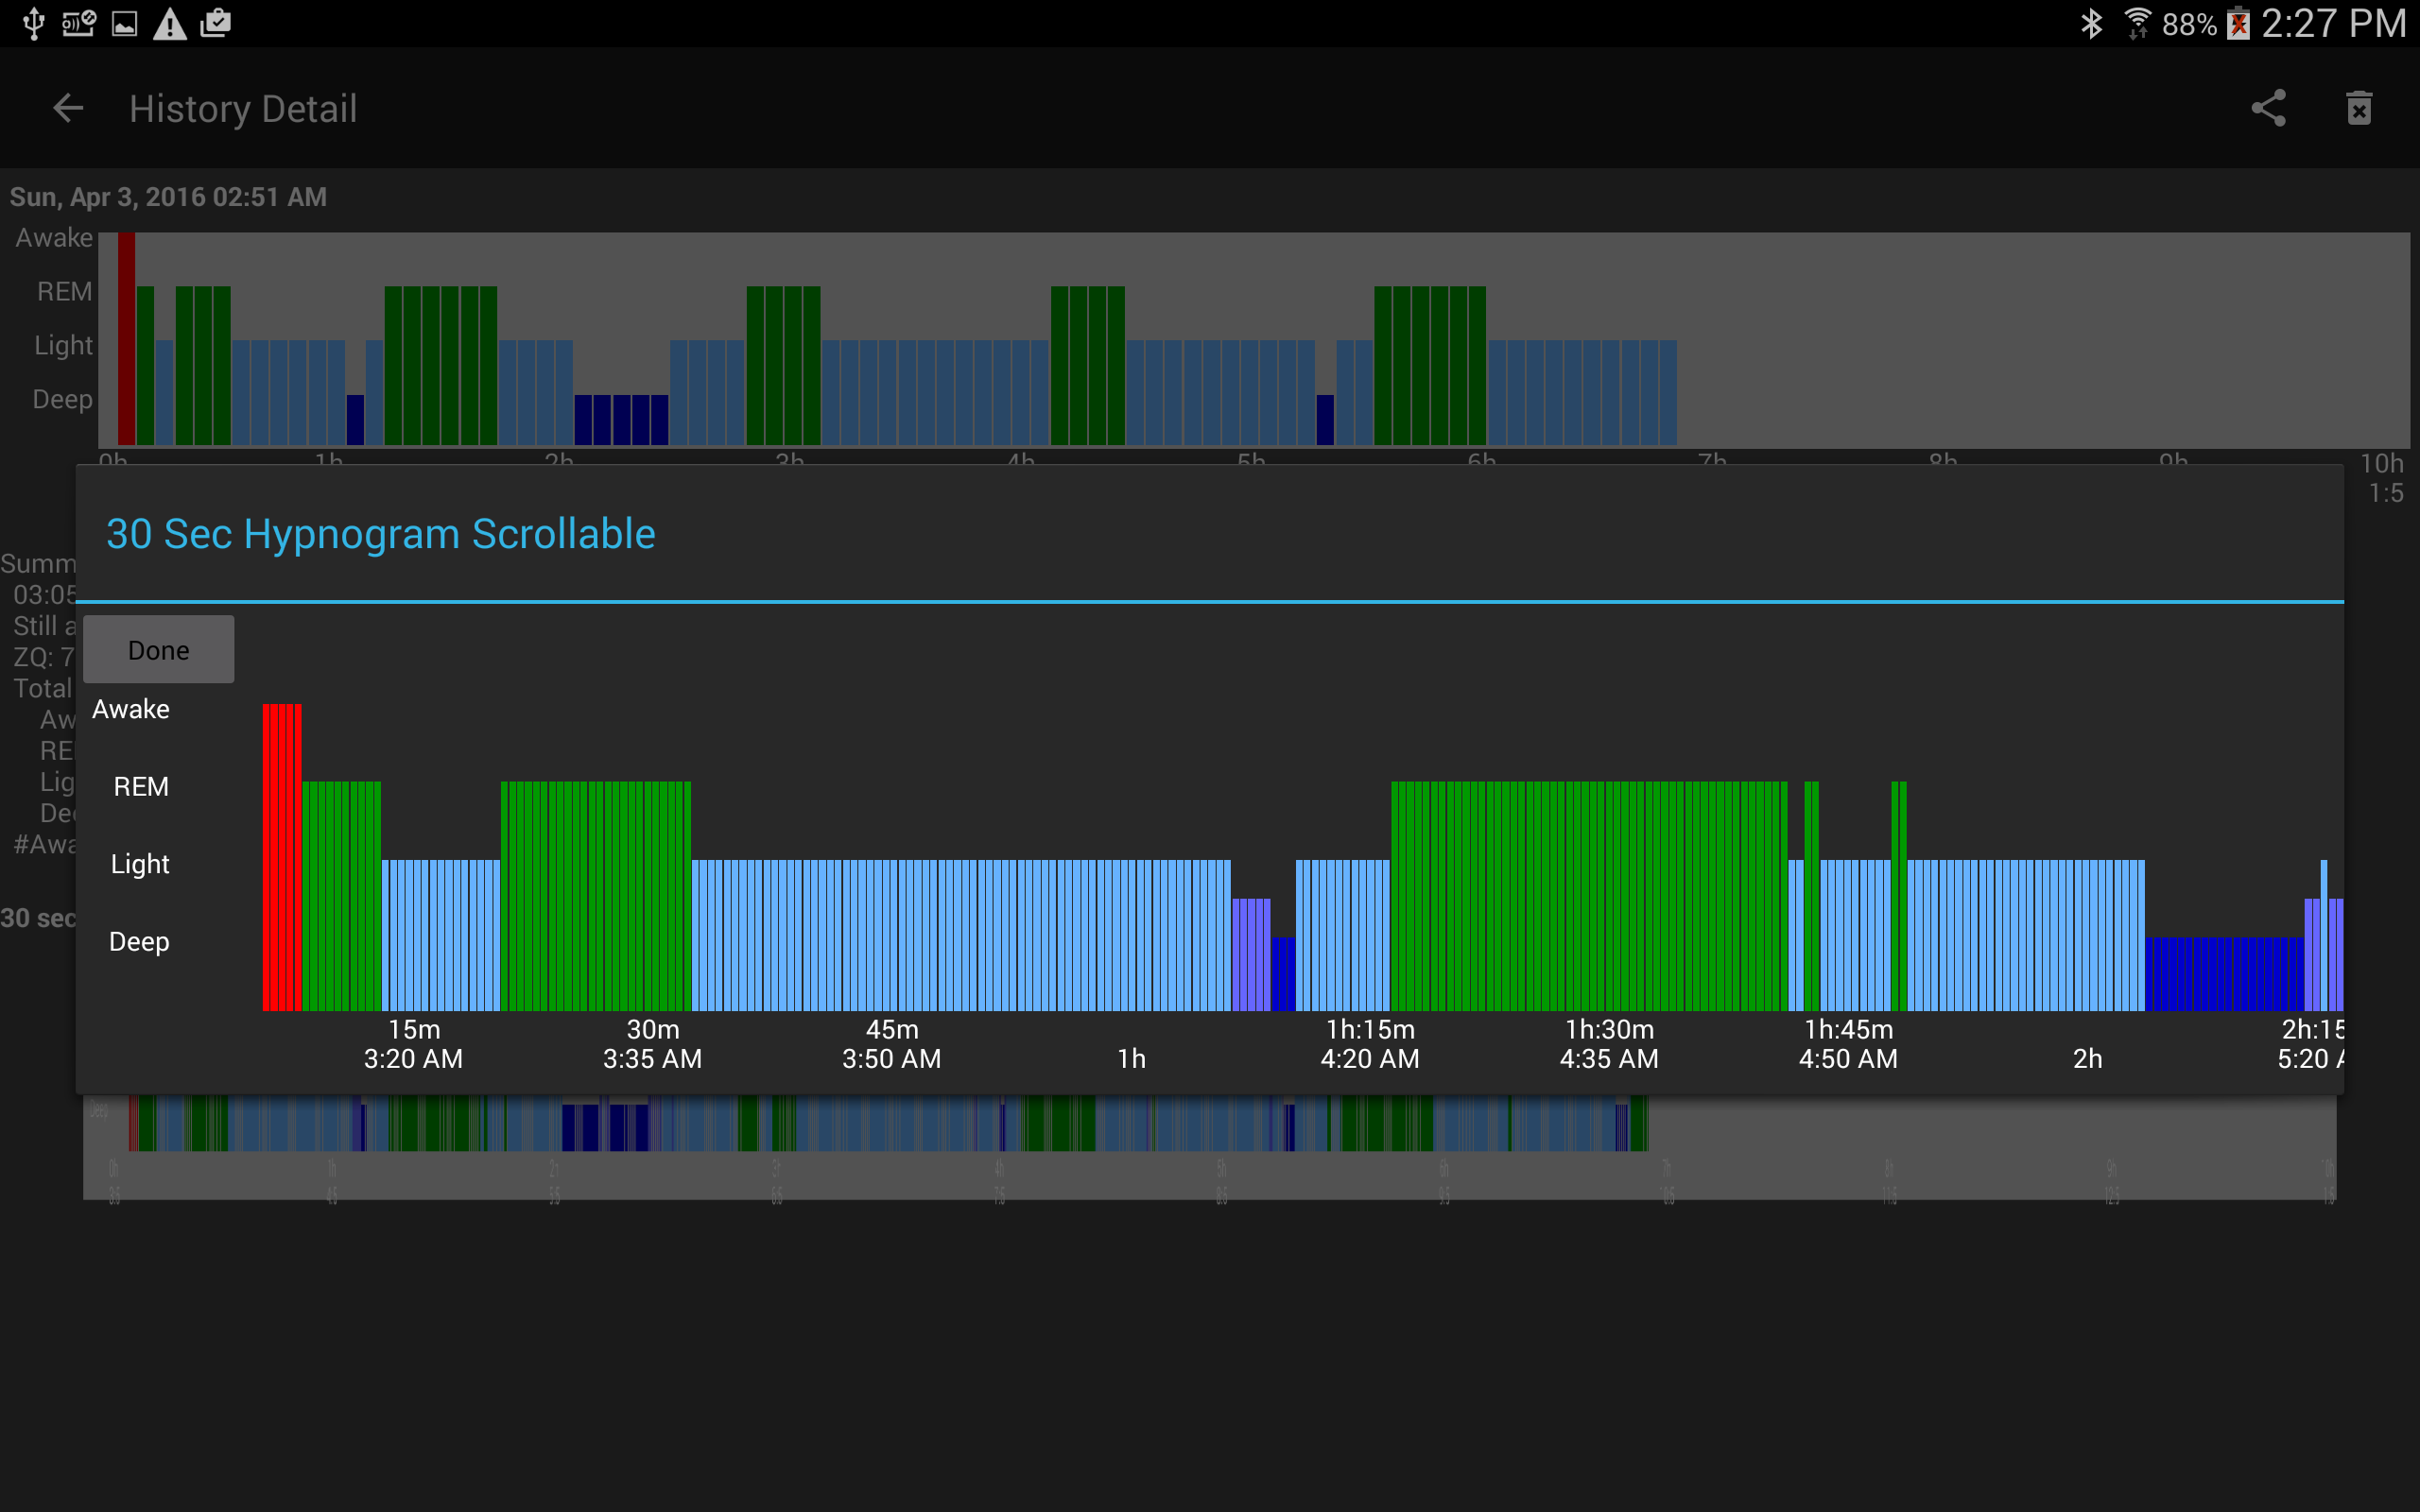 88% 2:27 PM
History Detail
Sun, Apr 3, 2016 02:51 AM
Awake
REM
Light
Deep
0h 1h 2h 3h 4h 5h 6h 7h 8h 9h 10h
1:5
30 Sec Hypnogram Scrollable
Summ
03:05
Still a
ZQ: 7
Total
Aw
RE
Lig
Dee
#Awa
30 sec
Done
Awake
REM
Light
Deep
15m 30m 45m 1h:15m 1h:30m 1h:45m 2h:15
3:20 AM 3:35 AM 3:50 AM 1h 4:20 AM 4:35 AM 4:50 AM 2h 5:20 A
Deep